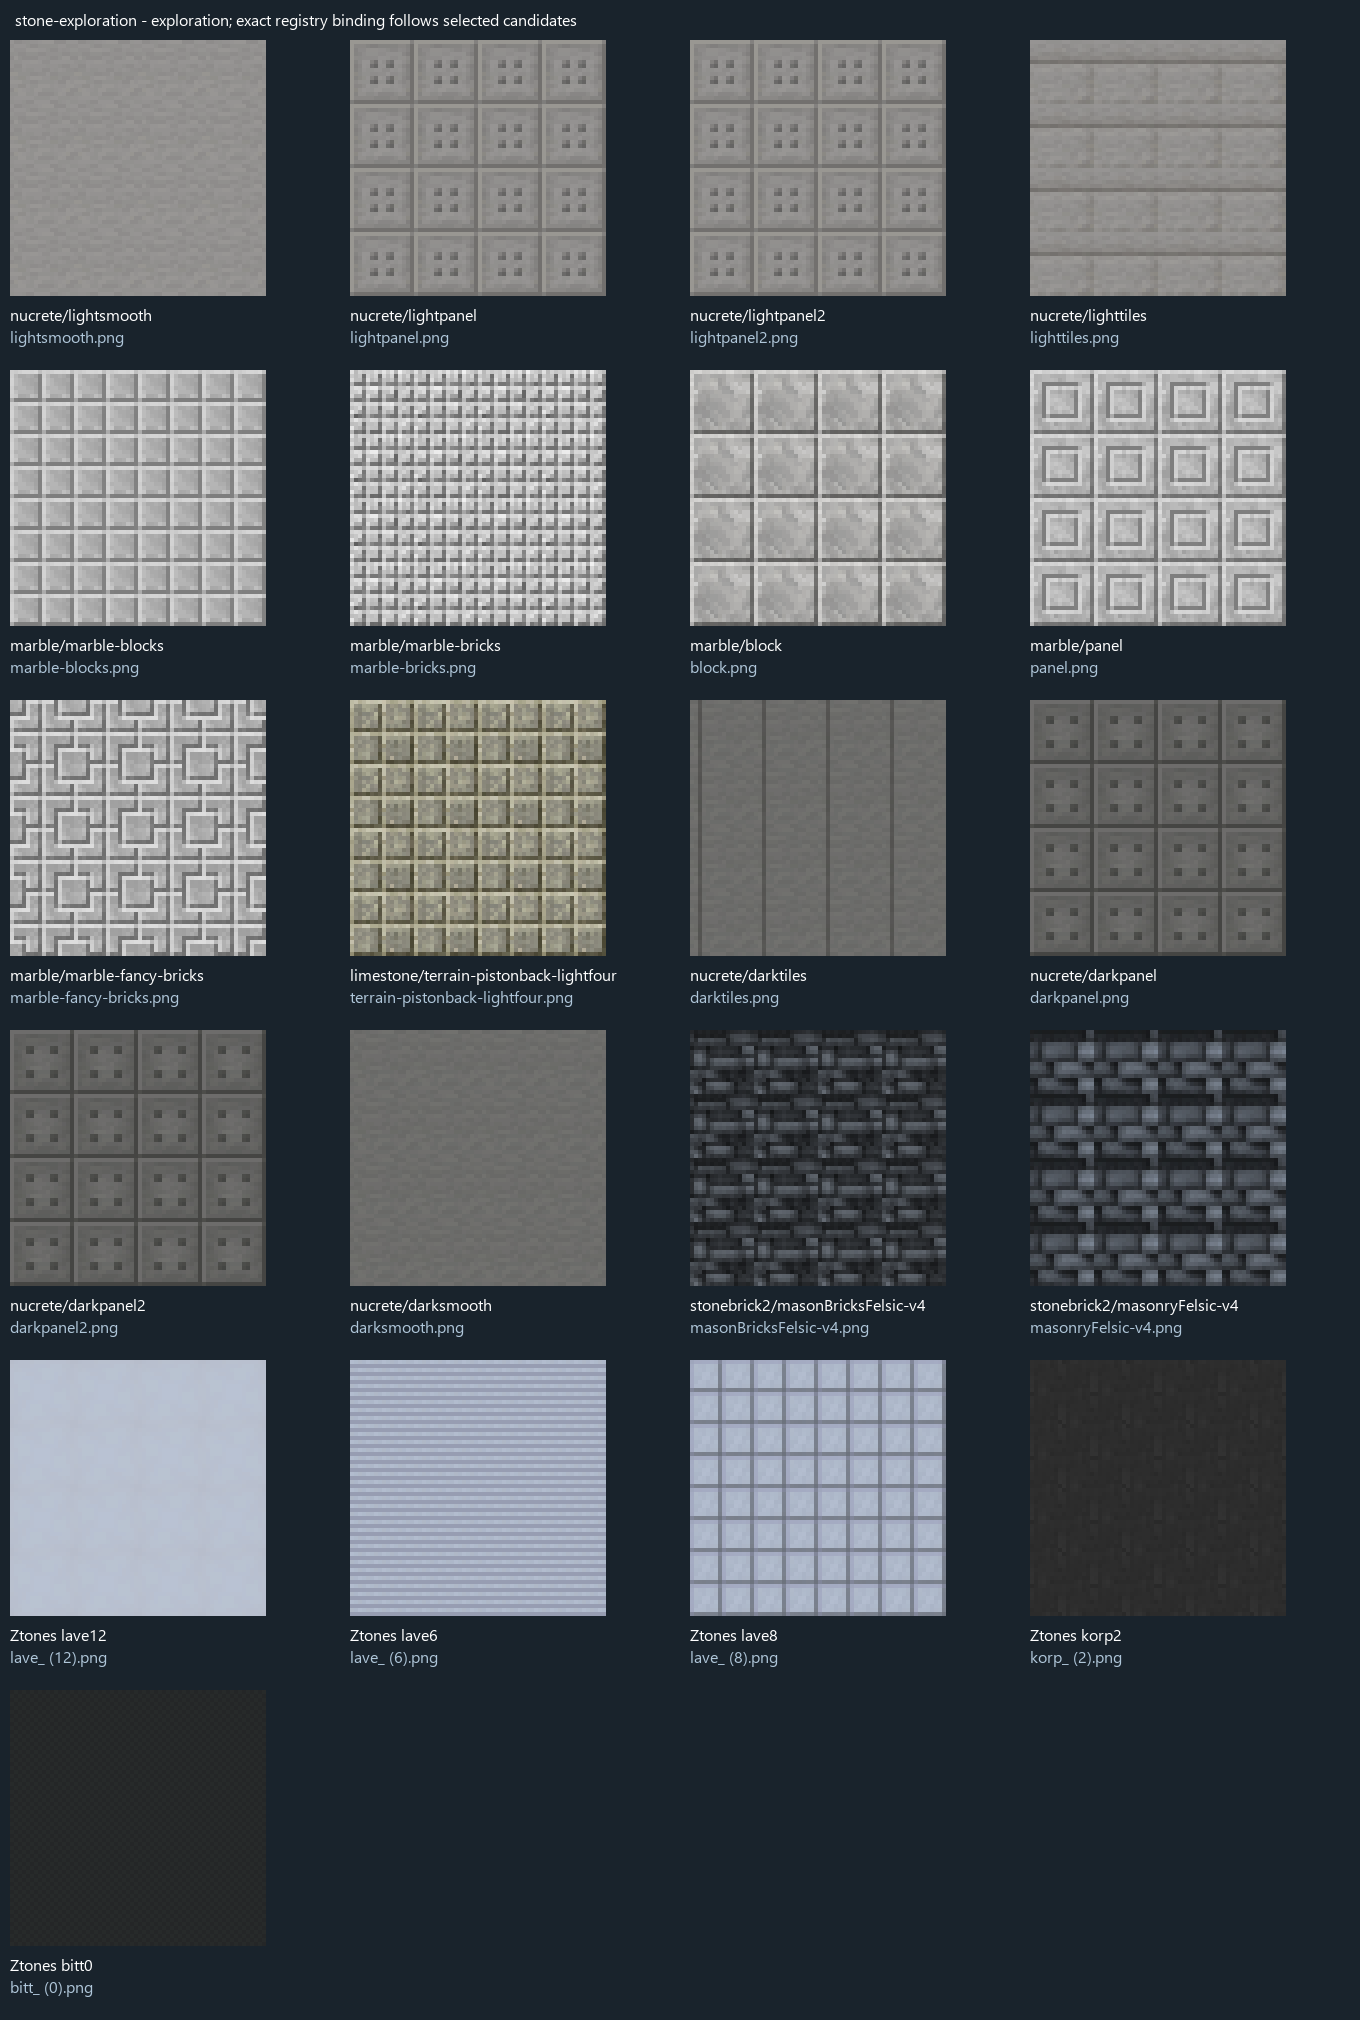 stone-exploration - exploration; exact registry binding follows selected candidates
nucrete/lightsmooth
lightsmooth.png
nucrete/lightpanel
lightpanel.png
nucrete/lightpanel2
lightpanel2.png
nucrete/lighttiles
lighttiles.png
marble/marble-blocks
marble-blocks.png
marble/marble-bricks
marble-bricks.png
marble/block
block.png
marble/panel
panel.png
marble/marble-fancy-bricks
marble-fancy-bricks.png
limestone/terrain-pistonback-lightfour
terrain-pistonback-lightfour.png
nucrete/darktiles
darktiles.png
nucrete/darkpanel
darkpanel.png
nucrete/darkpanel2
darkpanel2.png
nucrete/darksmooth
darksmooth.png
stonebrick2/masonBricksFelsic-v4
masonBricksFelsic-v4.png
stonebrick2/masonryFelsic-v4
masonryFelsic-v4.png
Ztones lave12
lave_ (12).png
Ztones lave6
lave_ (6).png
Ztones lave8
lave_ (8).png
Ztones korp2
korp_ (2).png
Ztones bitt0
bitt_ (0).png